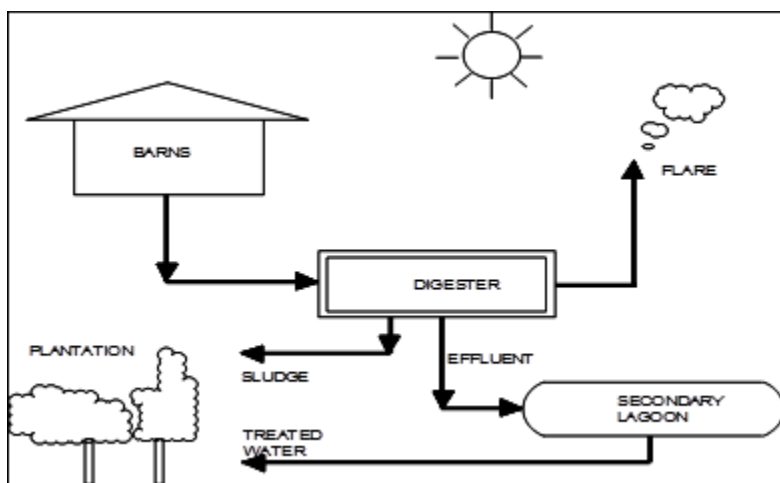 BARNS
FLARE
DIGESTER
PLANTATION
SLUDGE
EFFLUENT
SECONDARY
LAGOON
TREATED
WATER